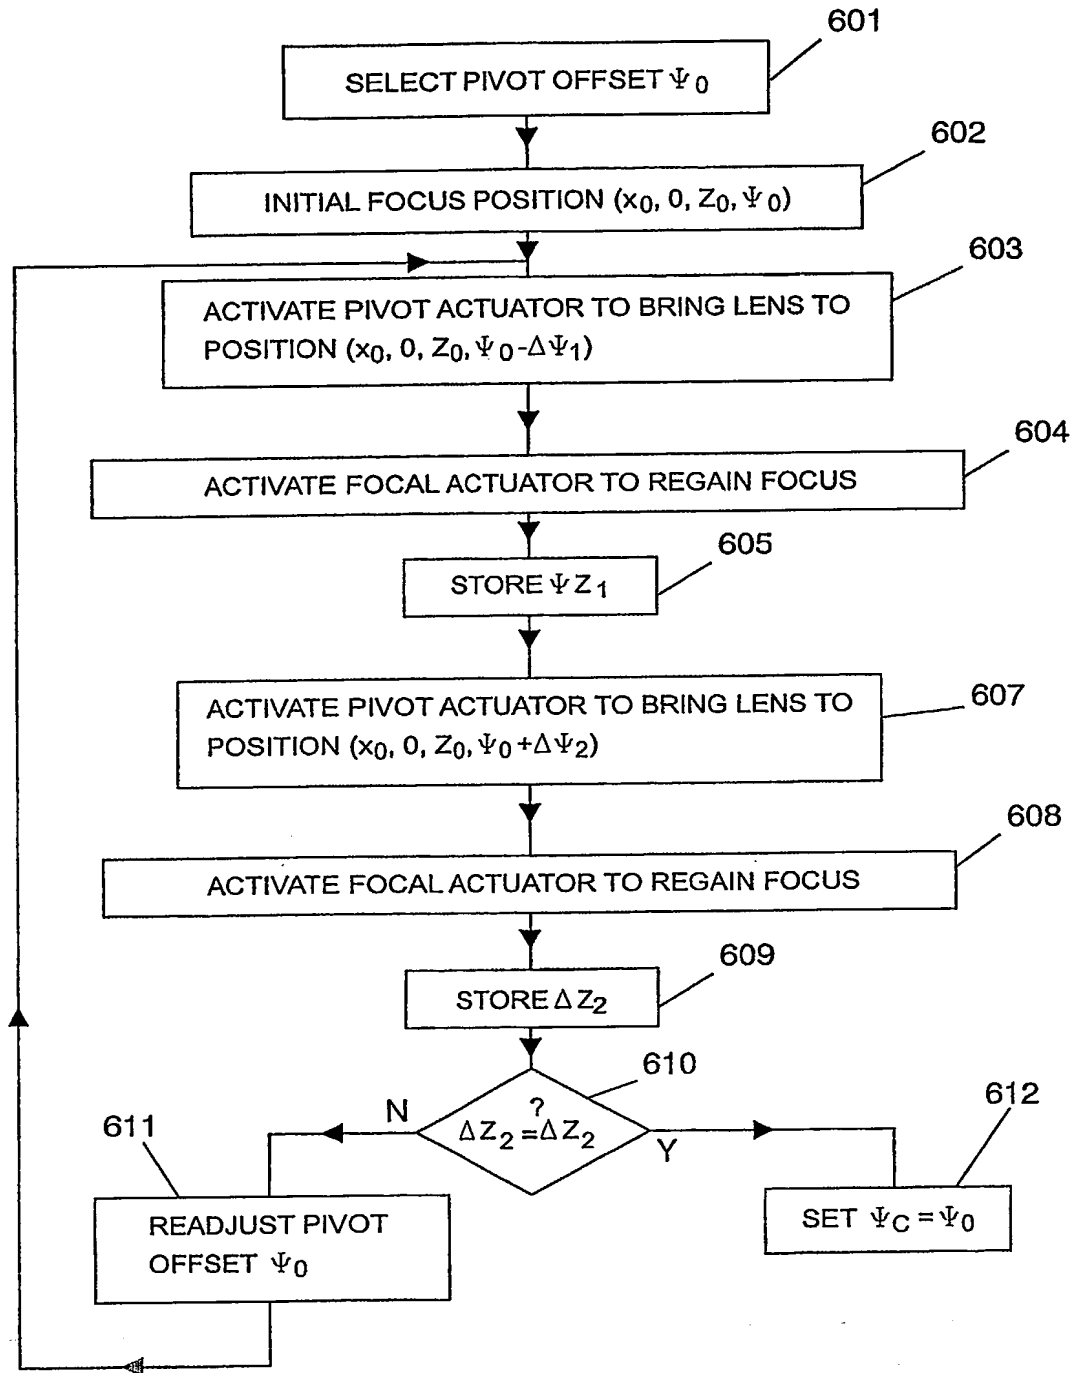 601
SELECT PIVOT OFFSET Ψ0
602
INITIAL FOCUS POSITION (x0, 0, Z0, Ψ0)
603
ACTIVATE PIVOT ACTUATOR TO BRING LENS TO
POSITION (x0, 0, Z0, Ψ0-ΔΨ1)
604
ACTIVATE FOCAL ACTUATOR TO REGAIN FOCUS
605
STORE ΨZ1
607
ACTIVATE PIVOT ACTUATOR TO BRING LENS TO
POSITION (x0, 0, Z0, Ψ0+ΔΨ2)
608
ACTIVATE FOCAL ACTUATOR TO REGAIN FOCUS
609
STORE ΔZ2
610
?
ΔZ2=ΔZ2
N
Y
611
READJUST PIVOT
OFFSET Ψ0
612
SET ΨC=Ψ0